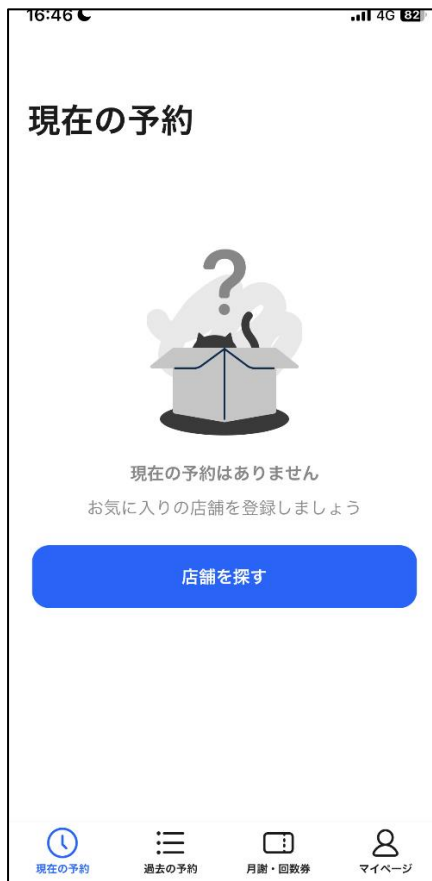 16:46
4G 82
現在の予約
?
現在の予約はありません
お気に入りの店舗を登録しましょう
店舗を探す
現在の予約
過去の予約
月謝・回数券
マイページ